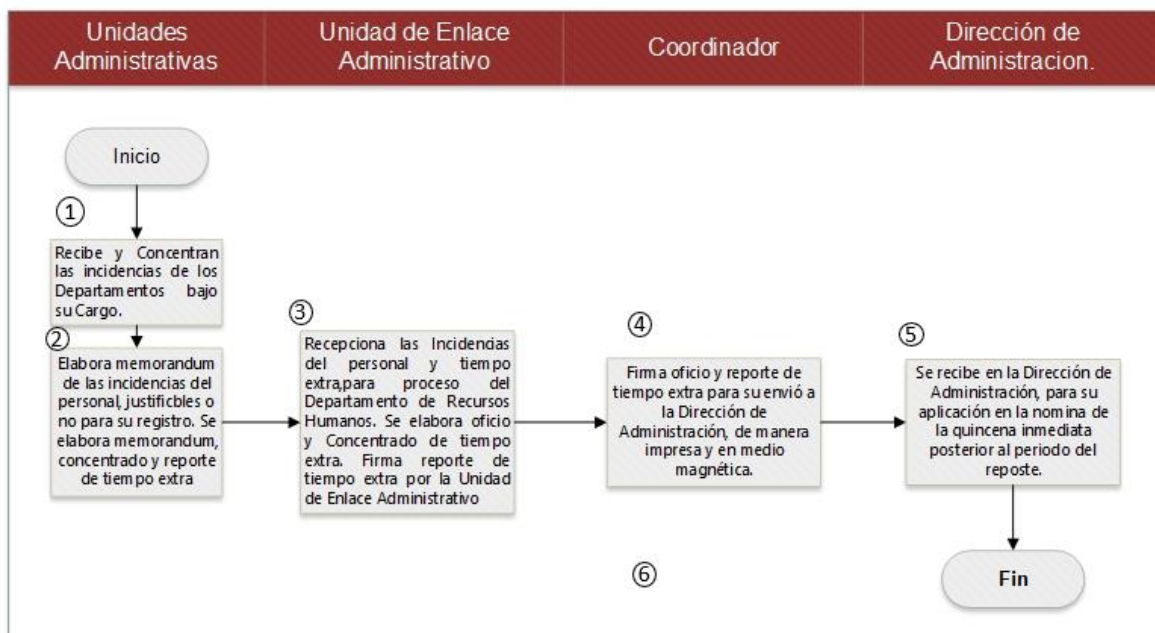 Unidades
Administrativas
Unidad de Enlace
Administrativo
Coordinador
Dirección de
Administracion.
Inicio
①
Recibe y Concentran
las incidencias de los
Departamentos bajo
su Cargo.
②
Elabora memorandum
de las incidencias del
personal, justificbles o
no para su registro. Se
elabora memorandum,
concentrado y reporte
de tiempo extra
③
Recepciona las Incidencias
del personal y tiempo
extra,para proceso del
Departamento de Recursos
Humanos. Se elabora oficio
y Concentrado de tiempo
extra. Firma reporte de
tiempo extra por la Unidad
de Enlace Administrativo
④
Firma oficio y reporte de
tiempo extra para su envió a
la Dirección de
Administración, de manera
impresa y en medio
magnética.
⑤
Se recibe en la Dirección de
Administración, para su
aplicación en la nomina de
la quincena inmediata
posterior al periodo del
reposte.
⑥
Fin